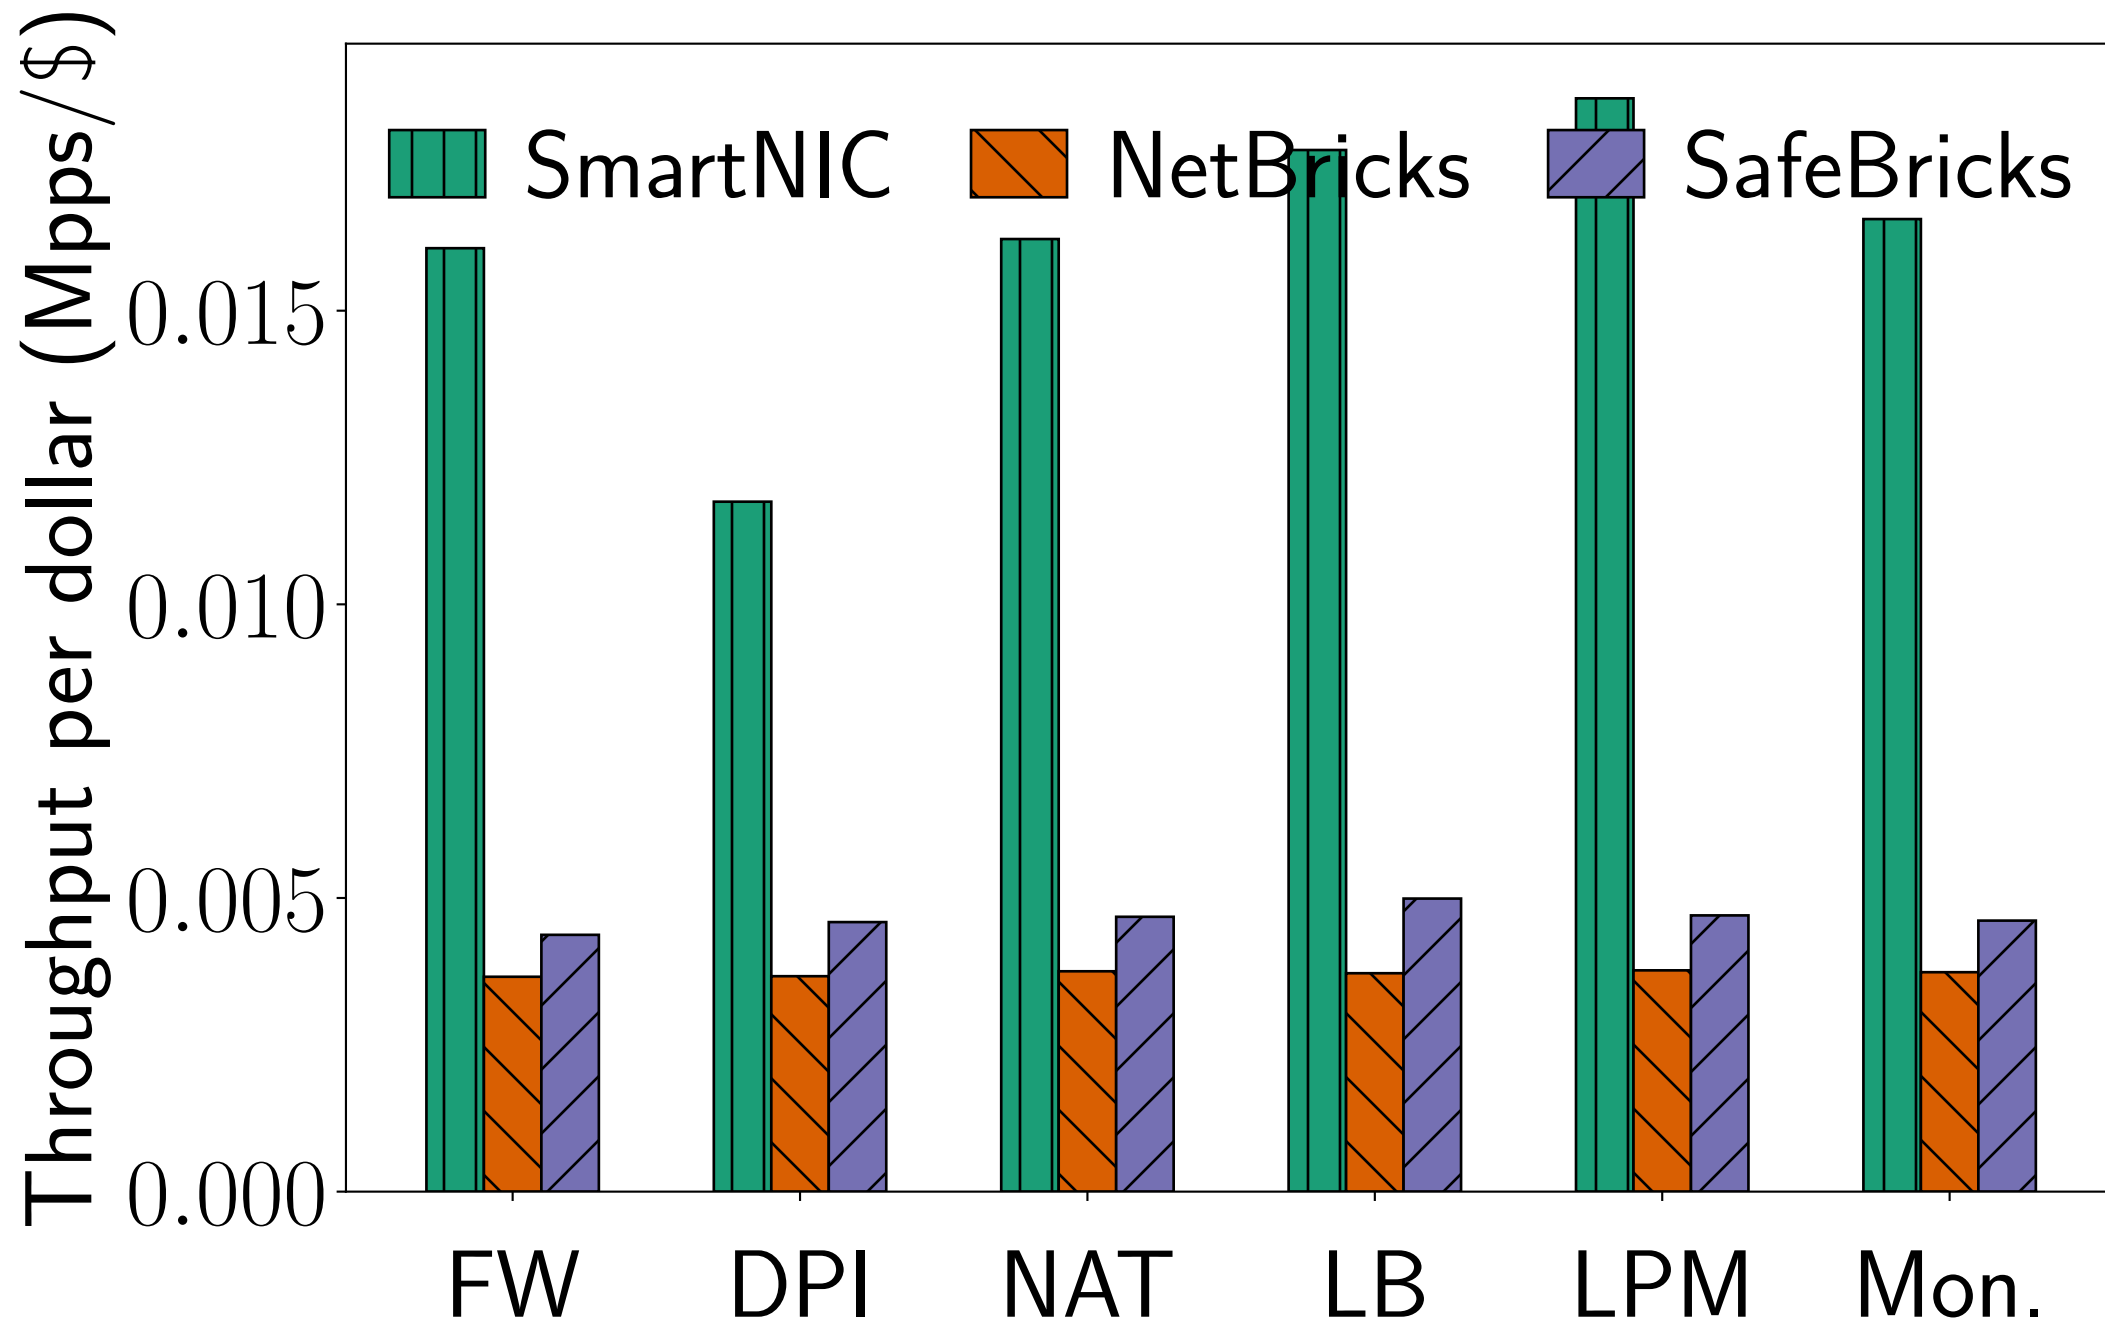 Throughput per dollar (Mpps/$)
SmartNIC NetBricks SafeBricks
0.015
0.010
0.005
0.000
FW DPI NAT LB LPM Mon.